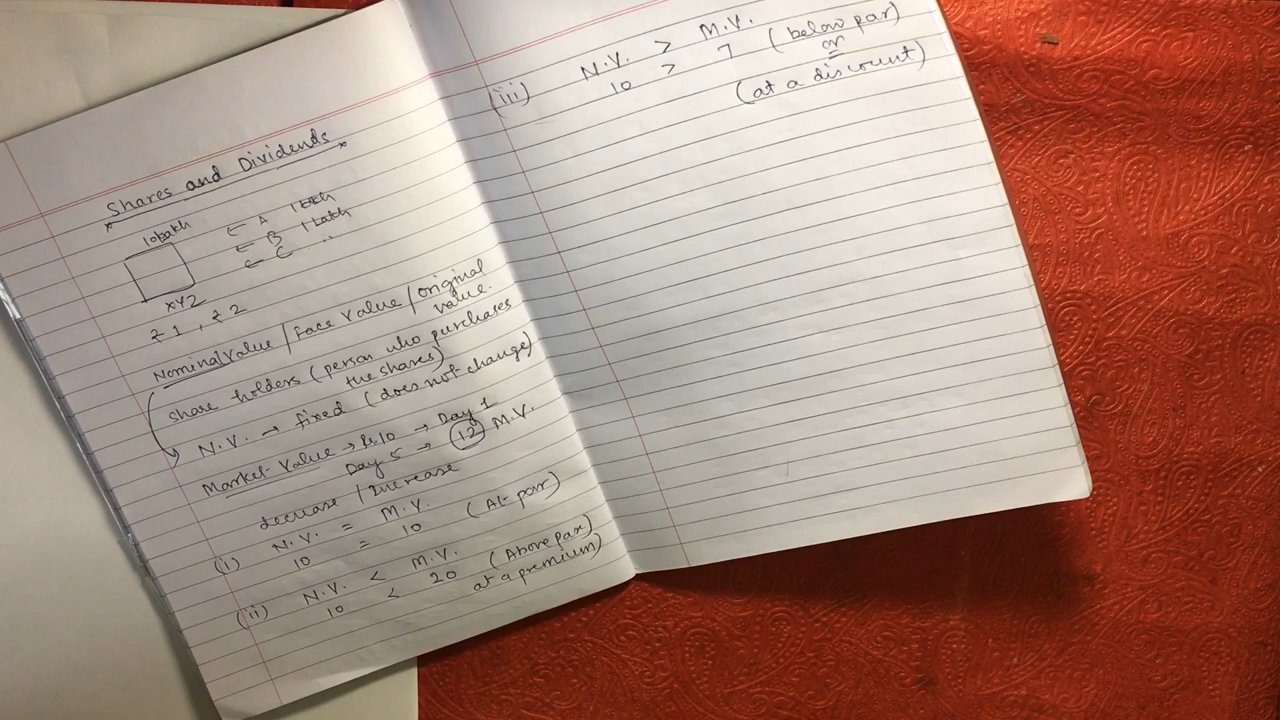 Shares and Dividends
10 lakh
← A 1 lakh
← B 1 lakh
← C "
XYZ
₹ 1, ₹ 2
Nominal Value / Face Value / original value.
Share holders (person who purchases
the shares)
N.V. → fixed (does not change)
Market Value → Rs.10 → Day 1
Day 5 → 12 M.V.
decrease / Increase
(i) N.V. = M.V.
10 = 10 (At par)
(ii) N.V. < M.V.
10 < 20 (Above par
at a premium)
(iii) N.V. > M.V.
10 > 7 (below par)
or
(at a discount)